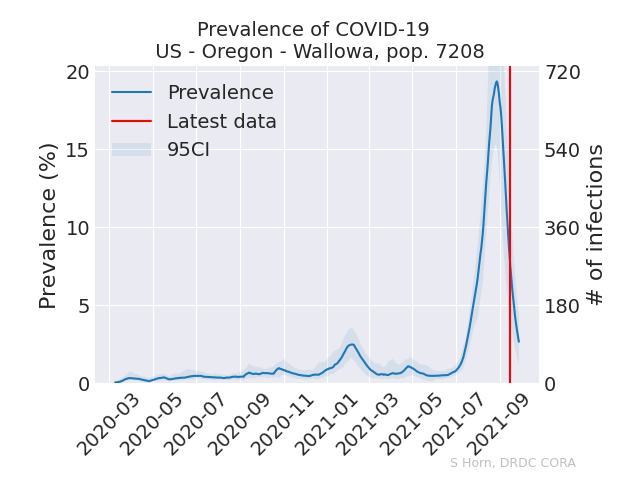 Prevalence of COVID-19
US - Oregon - Wallowa, pop. 7208
Prevalence
Latest data
95CI
Prevalence (%)
20
15
10
5
0
720
540
360
180
0
# of infections
2020-03
2020-05
2020-07
2020-09
2020-11
2021-01
2021-03
2021-05
2021-07
2021-09
S Horn, DRDC CORA